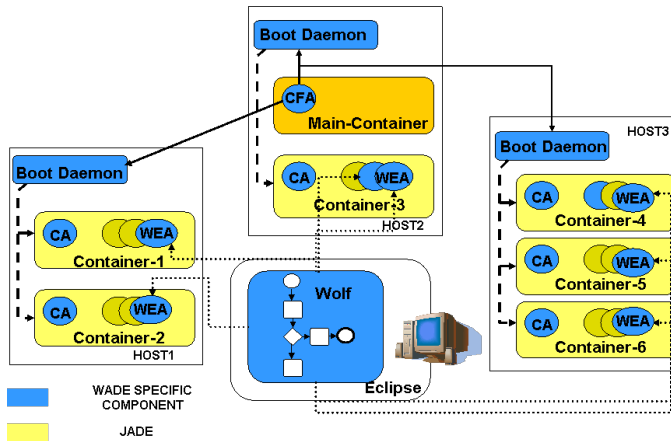 Boot Daemon
CFA
Main-Container
CA
WEA
Container-3
HOST2
Boot Daemon
CA
WEA
Container-1
CA
WEA
Container-2
HOST1
HOST3
Boot Daemon
CA
WEA
Container-4
CA
WEA
Container-5
CA
WEA
Container-6
Wolf
Eclipse
WADE SPECIFIC
COMPONENT
JADE